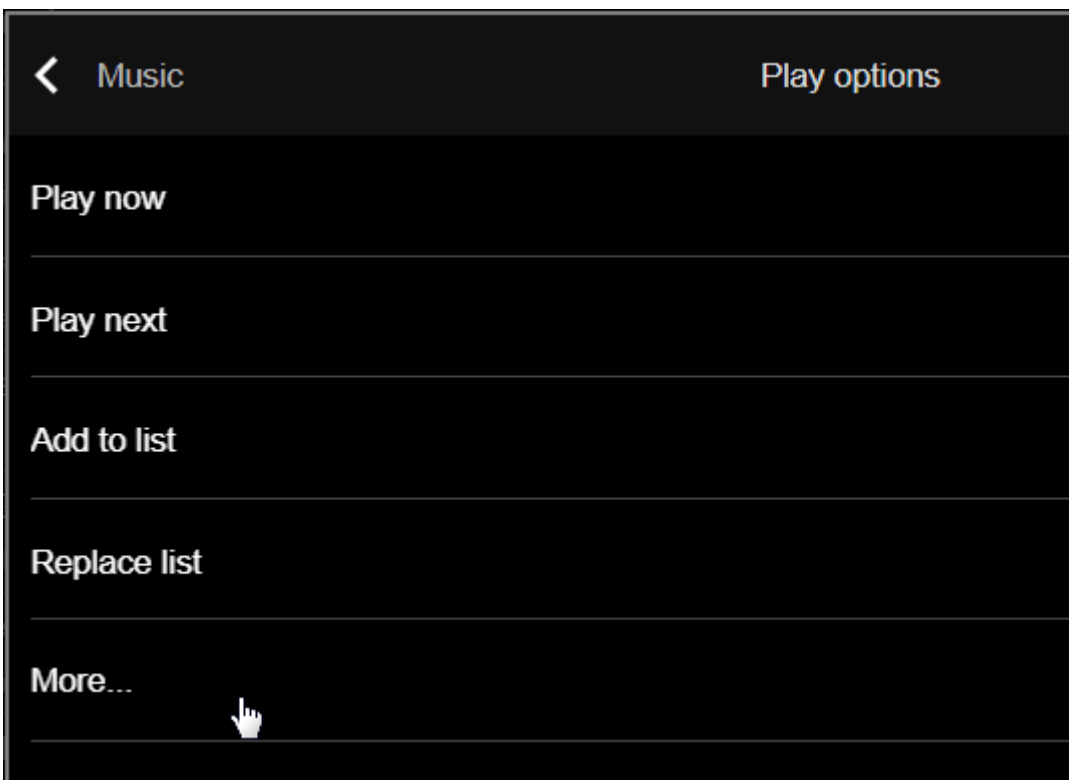 Music
Play options
Play now
Play next
Add to list
Replace list
More...